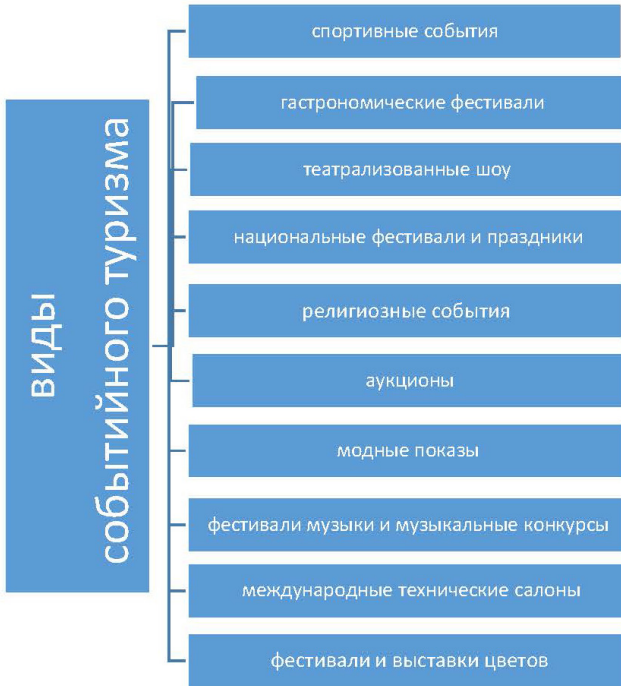 виды
событийного туризма
спортивные события
гастрономические фестивали
театрализованные шоу
национальные фестивали и праздники
религиозные события
аукционы
модные показы
фестивали музыки и музыкальные конкурсы
международные технические салоны
фестивали и выставки цветов